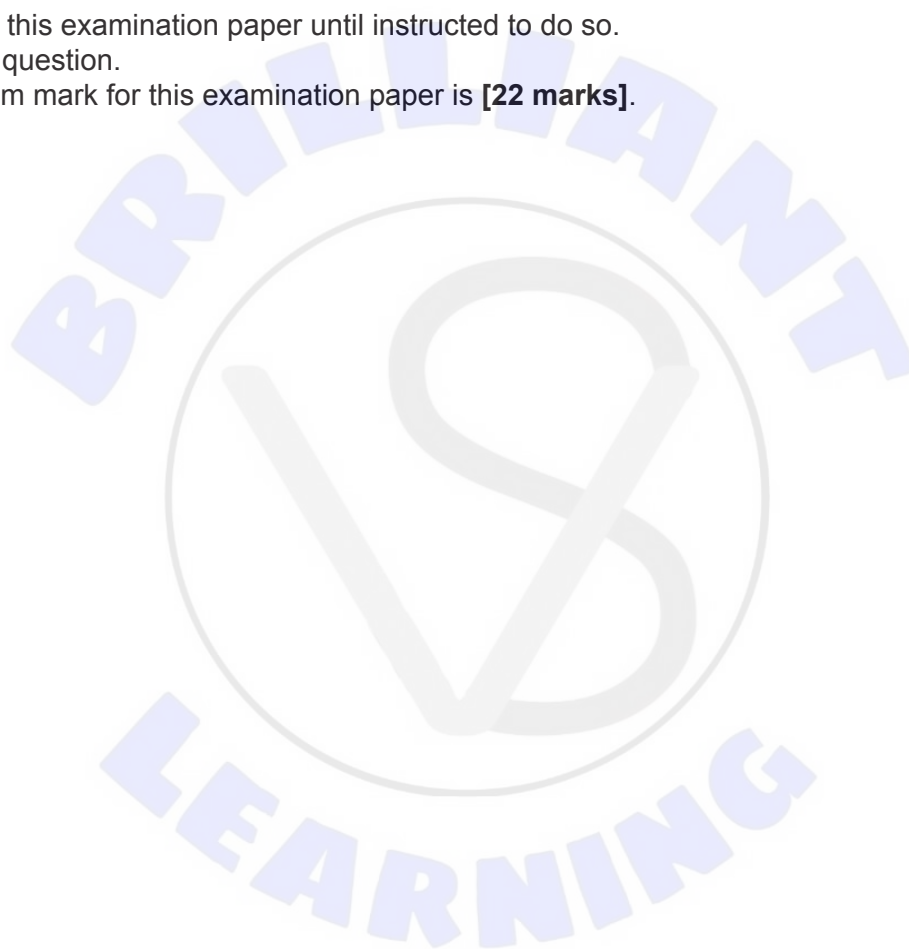 this examination paper until instructed to do so.
question.
m mark for this examination paper is [22 marks].
BRILLIANT
VS
LEARNING